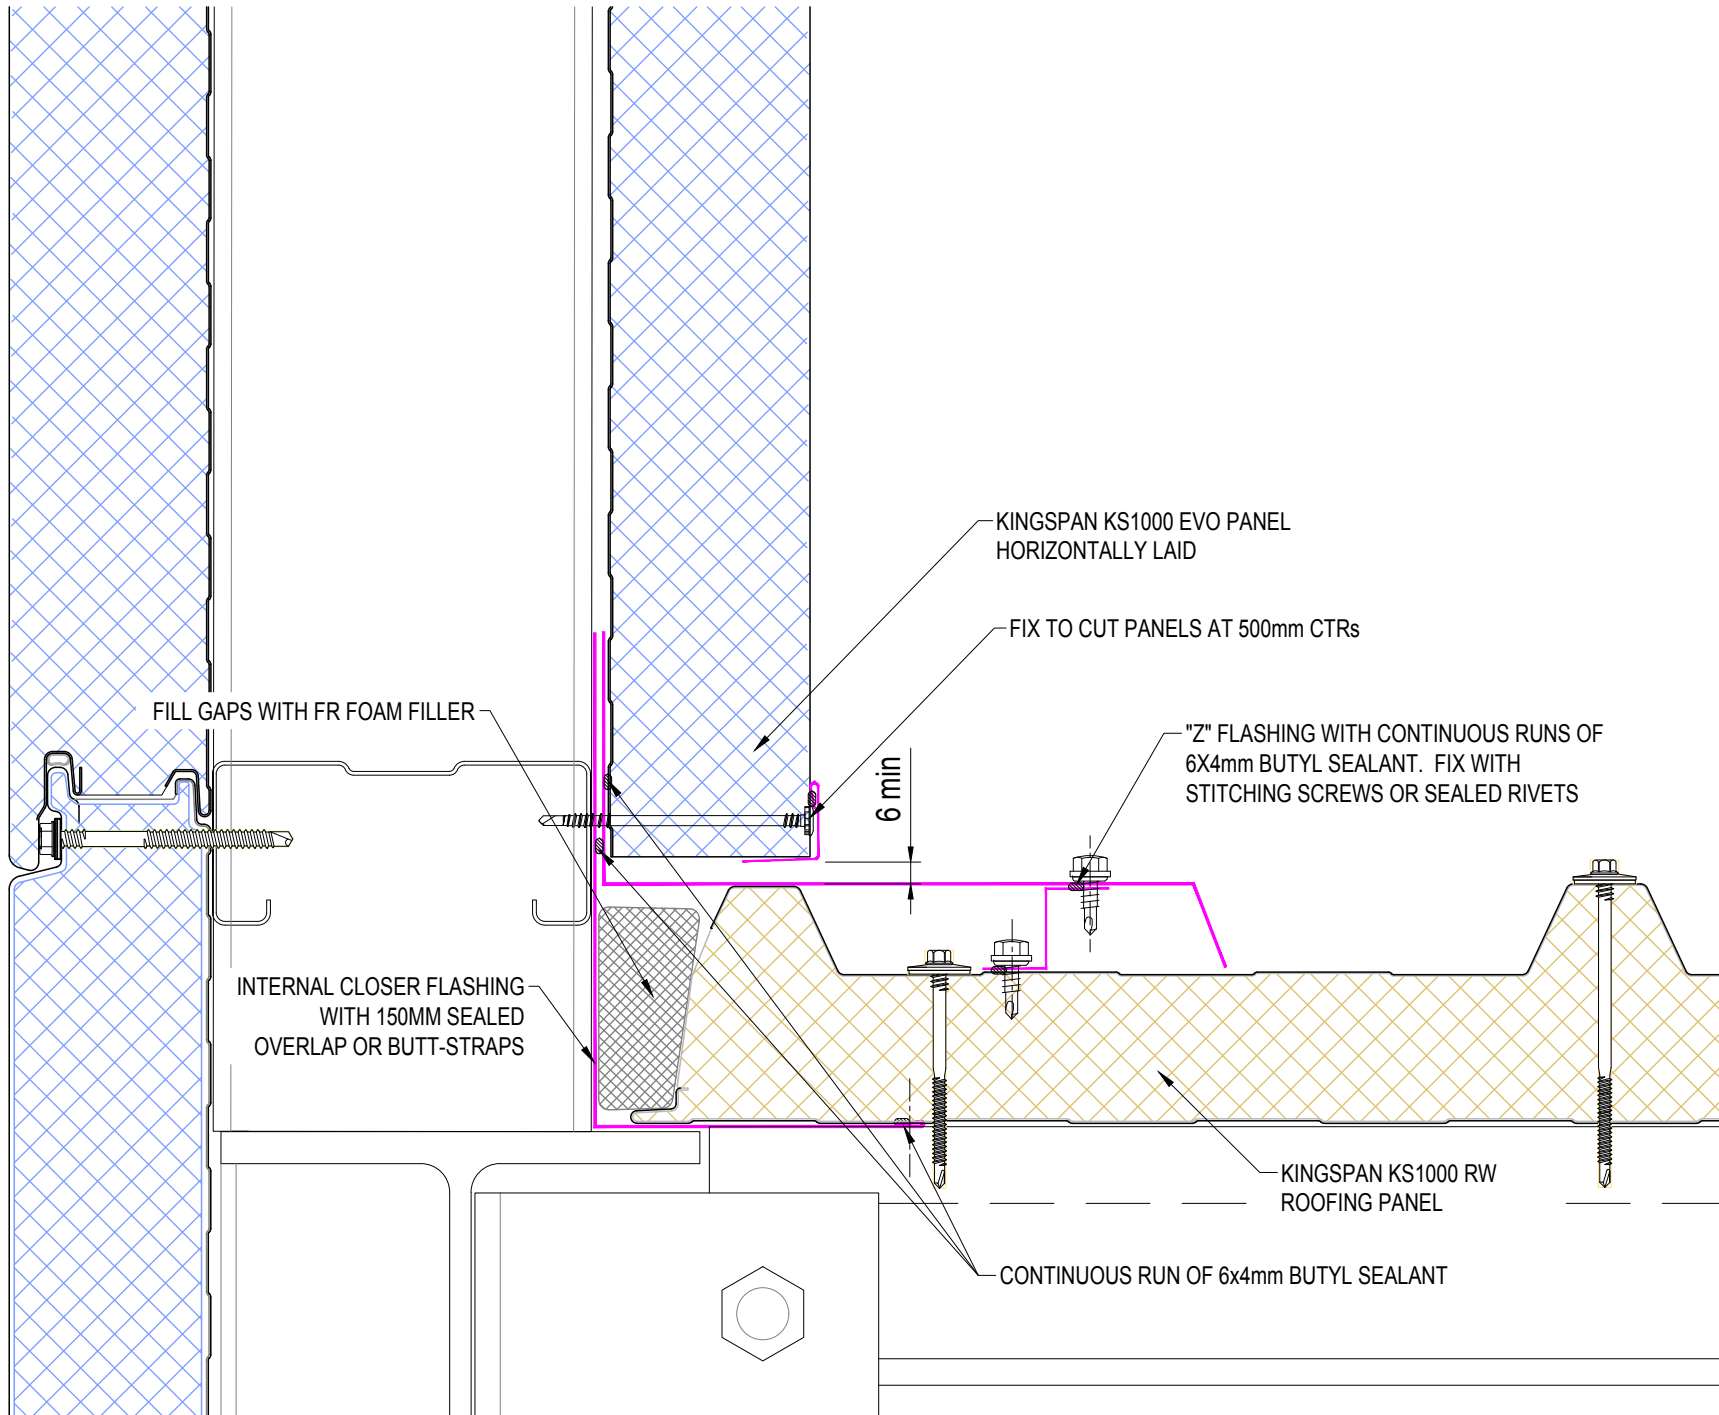 KINGSPAN KS1000 EVO PANEL
HORIZONTALLY LAID
FIX TO CUT PANELS AT 500mm CTRs
FILL GAPS WITH FR FOAM FILLER
"Z" FLASHING WITH CONTINUOUS RUNS OF
6X4mm BUTYL SEALANT. FIX WITH
STITCHING SCREWS OR SEALED RIVETS
6 min
INTERNAL CLOSER FLASHING
WITH 150MM SEALED
OVERLAP OR BUTT-STRAPS
KINGSPAN KS1000 RW
ROOFING PANEL
CONTINUOUS RUN OF 6x4mm BUTYL SEALANT